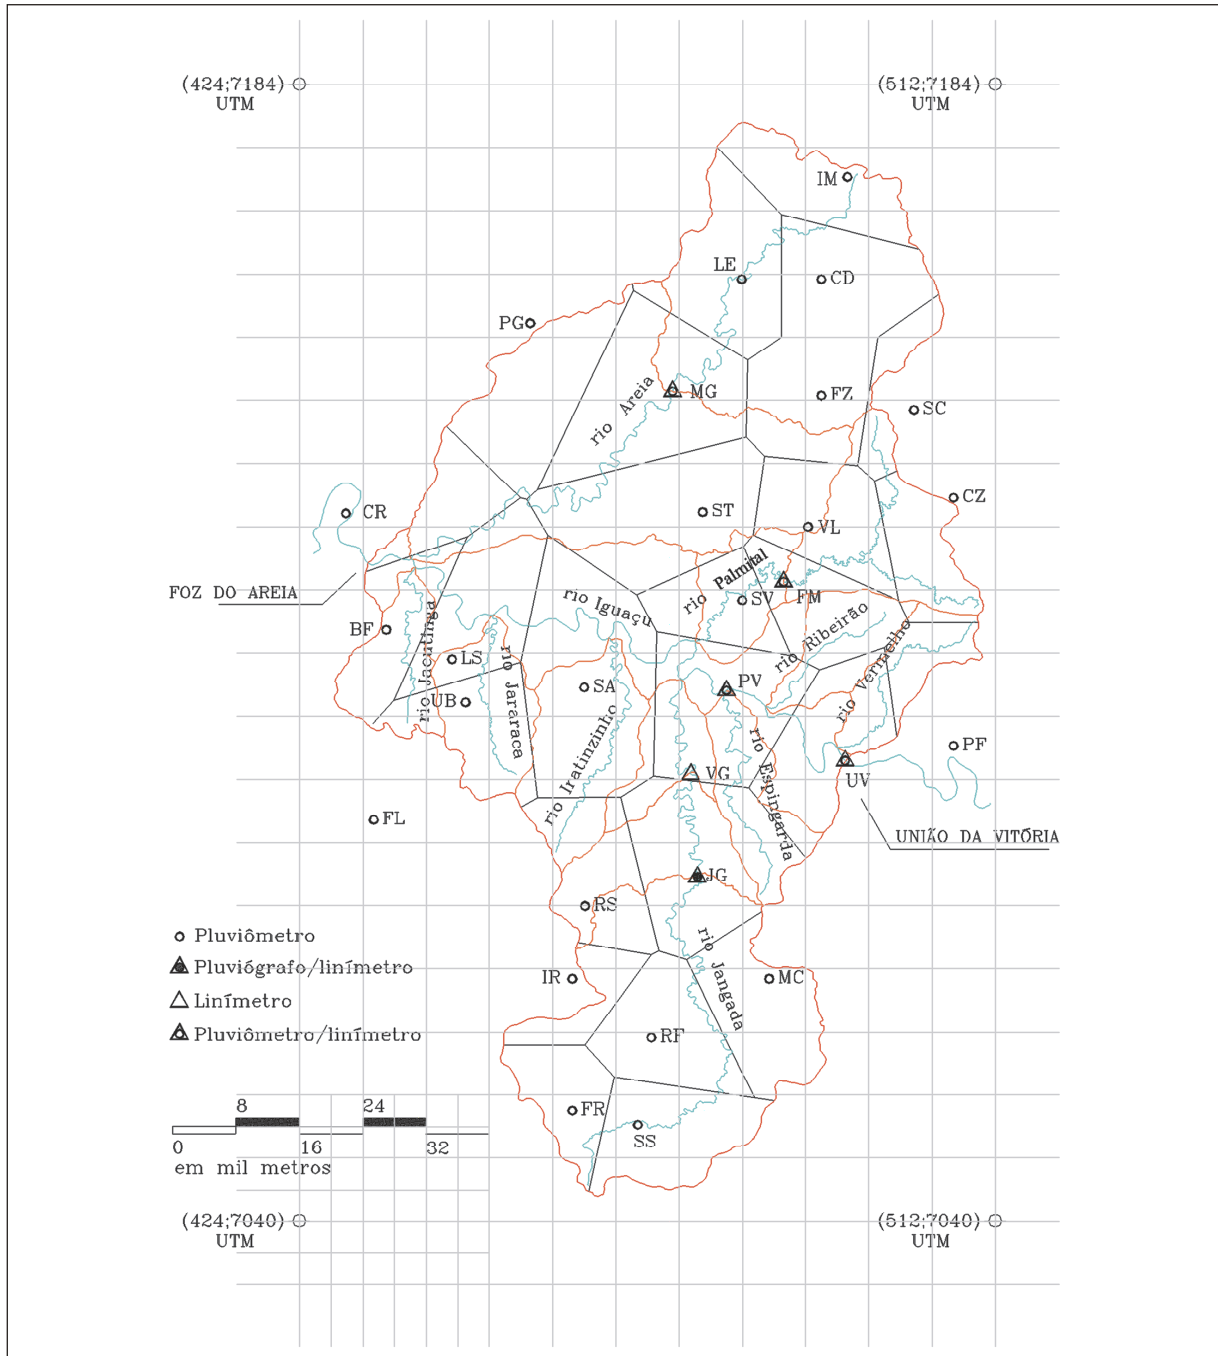 (424;7184)
UTM
(512;7184)
UTM
IM
LE
CD
PG
MG
FZ
SC
rio Areia
CR
ST
CZ
VL
FOZ DO AREIA
rio Palmital
rio Iguaçu
SV
FM
BF
rio Jacutinga
rio Ribeirão
rio Vermelho
LS
rio Jararaca
SA
PV
UB
rio Iratinzinho
rio Espingarda
PF
VG
UV
FL
UNIÃO DA VITÓRIA
JG
RS
Pluviômetro
rio Jangada
Pluviógrafo/linímetro
IR
MC
Linímetro
Pluviômetro/linímetro
RF
8
24
FR
SS
0
16
32
em mil metros
(424;7040)
UTM
(512;7040)
UTM